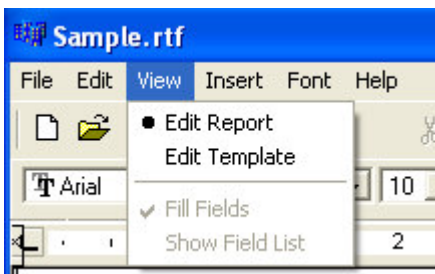 Sample.rtf
File Edit View Insert Font Help
Edit Report
Edit Template
Arial 10
Fill Fields
Show Field List
2